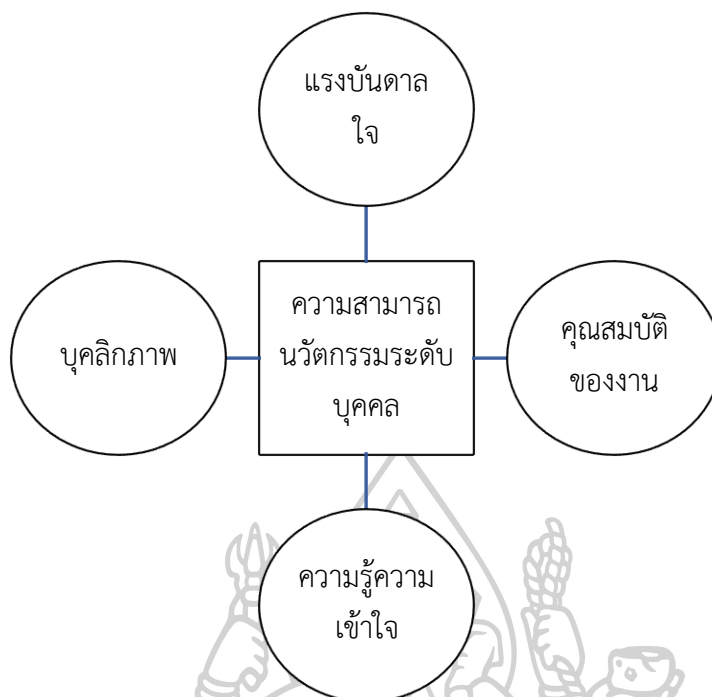 แรงบันดาล
ใจ
บุคลิกภาพ
ความสามารถ
นวัตกรรมระดับ
บุคคล
คุณสมบัติ
ของงาน
ความรู้ความ
เข้าใจ